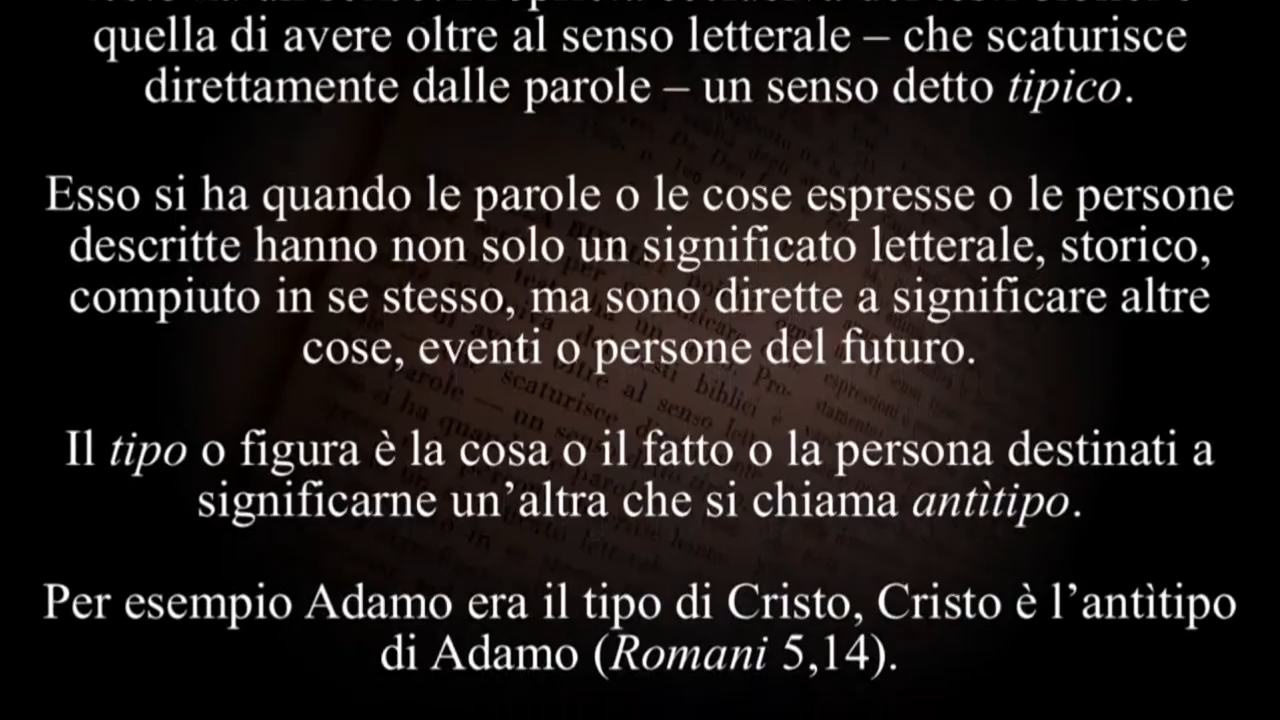 quella di avere oltre al senso letterale – che scaturisce
direttamente dalle parole – un senso detto tipico.
Esso si ha quando le parole o le cose espresse o le persone
descritte hanno non solo un significato letterale, storico,
compiuto in se stesso, ma sono dirette a significare altre
cose, eventi o persone del futuro.
Il tipo o figura è la cosa o il fatto o la persona destinati a
significarne un’altra che si chiama antìtipo.
Per esempio Adamo era il tipo di Cristo, Cristo è l’antìtipo
di Adamo (Romani 5,14).